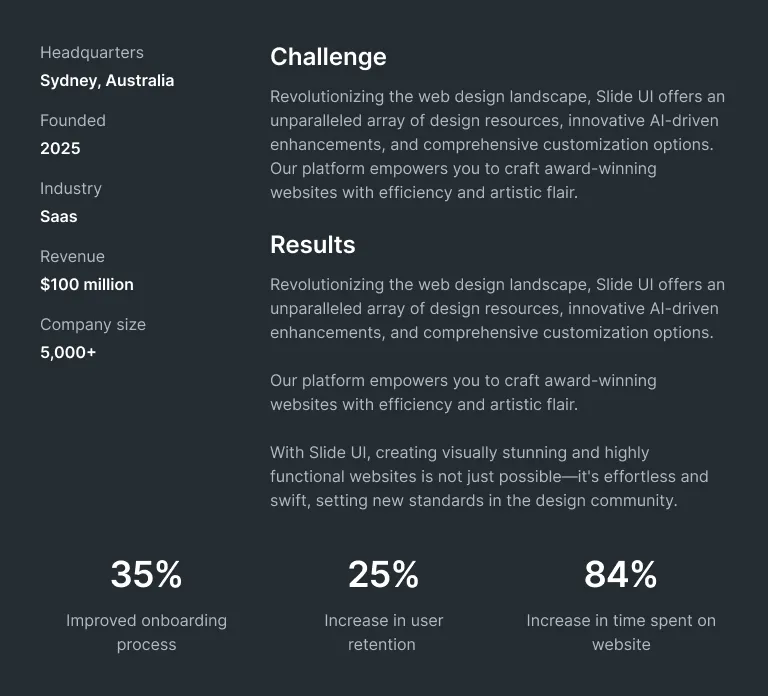 Headquarters
Sydney, Australia
Founded
2025
Industry
Saas
Revenue
$100 million
Company size
5,000+
Challenge
Revolutionizing the web design landscape, Slide UI offers an
unparalleled array of design resources, innovative AI-driven
enhancements, and comprehensive customization options.
Our platform empowers you to craft award-winning
websites with efficiency and artistic flair.
Results
Revolutionizing the web design landscape, Slide UI offers an
unparalleled array of design resources, innovative AI-driven
enhancements, and comprehensive customization options.
Our platform empowers you to craft award-winning
websites with efficiency and artistic flair.
With Slide UI, creating visually stunning and highly
functional websites is not just possible—it's effortless and
swift, setting new standards in the design community.
35%
Improved onboarding
process
25%
Increase in user
retention
84%
Increase in time spent on
website